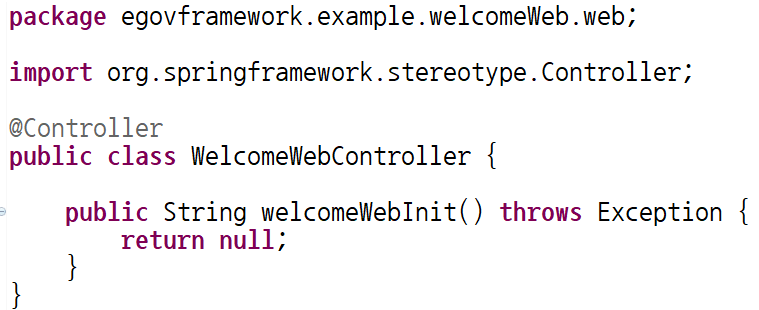 package egovframework.example.welcomeWeb.web;
import org.springframework.stereotype.Controller;
@Controller
public class WelcomeWebController {
public String welcomeWebInit() throws Exception {
return null;
}
}